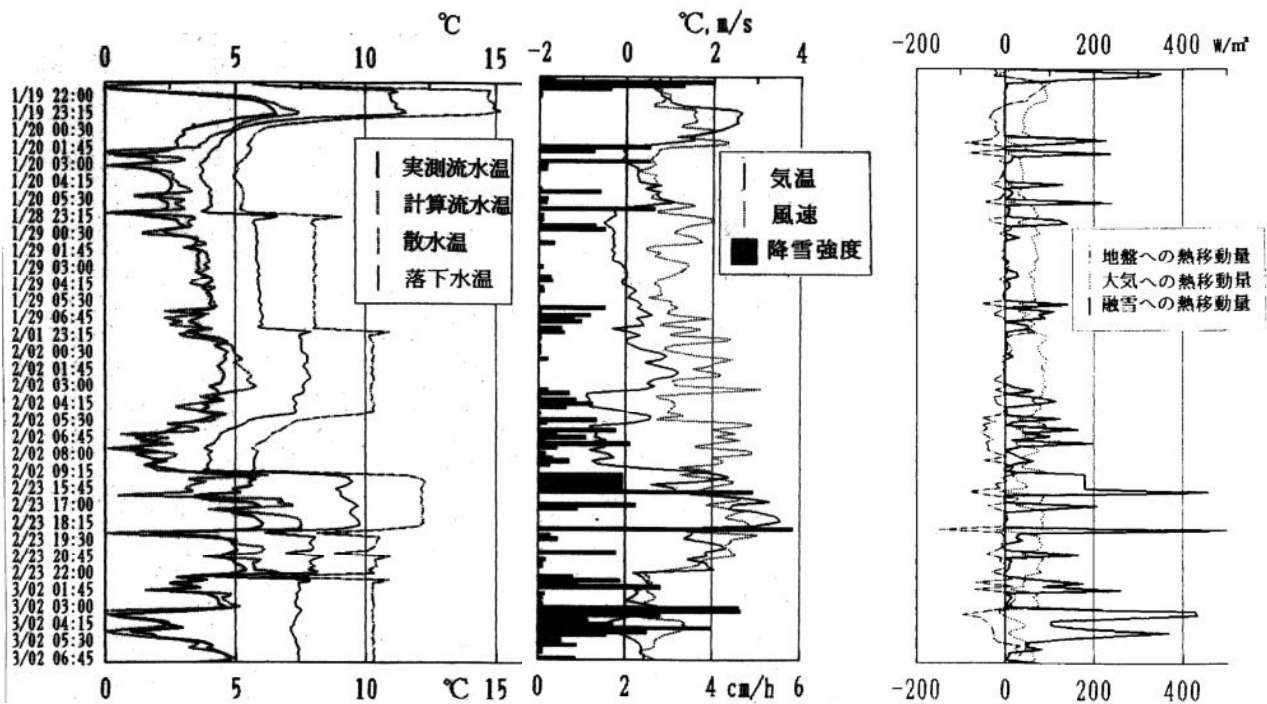 ℃
0 5 10 15
℃, m/s
-2 0 2 4
-200 0 200 400 W/m²
1/19 22:00
1/19 23:15
1/20 00:30
1/20 01:45
1/20 03:00
1/20 04:15
1/20 05:30
1/28 23:15
1/29 00:30
1/29 01:45
1/29 03:00
1/29 04:15
1/29 05:30
1/29 06:45
2/01 23:15
2/02 00:30
2/02 01:45
2/02 03:00
2/02 04:15
2/02 05:30
2/02 06:45
2/02 08:00
2/02 09:15
2/23 15:45
2/23 17:00
2/23 18:15
2/23 19:30
2/23 20:45
2/23 22:00
3/02 01:45
3/02 03:00
3/02 04:15
3/02 05:30
3/02 06:45
実測流水温
計算流水温
散水温
落下水温
気温
風速
降雪強度
地盤への熱移動量
大気への熱移動量
融雪への熱移動量
0 5 ℃ 10 15
0 2 4 cm/h 6
-200 0 200 400